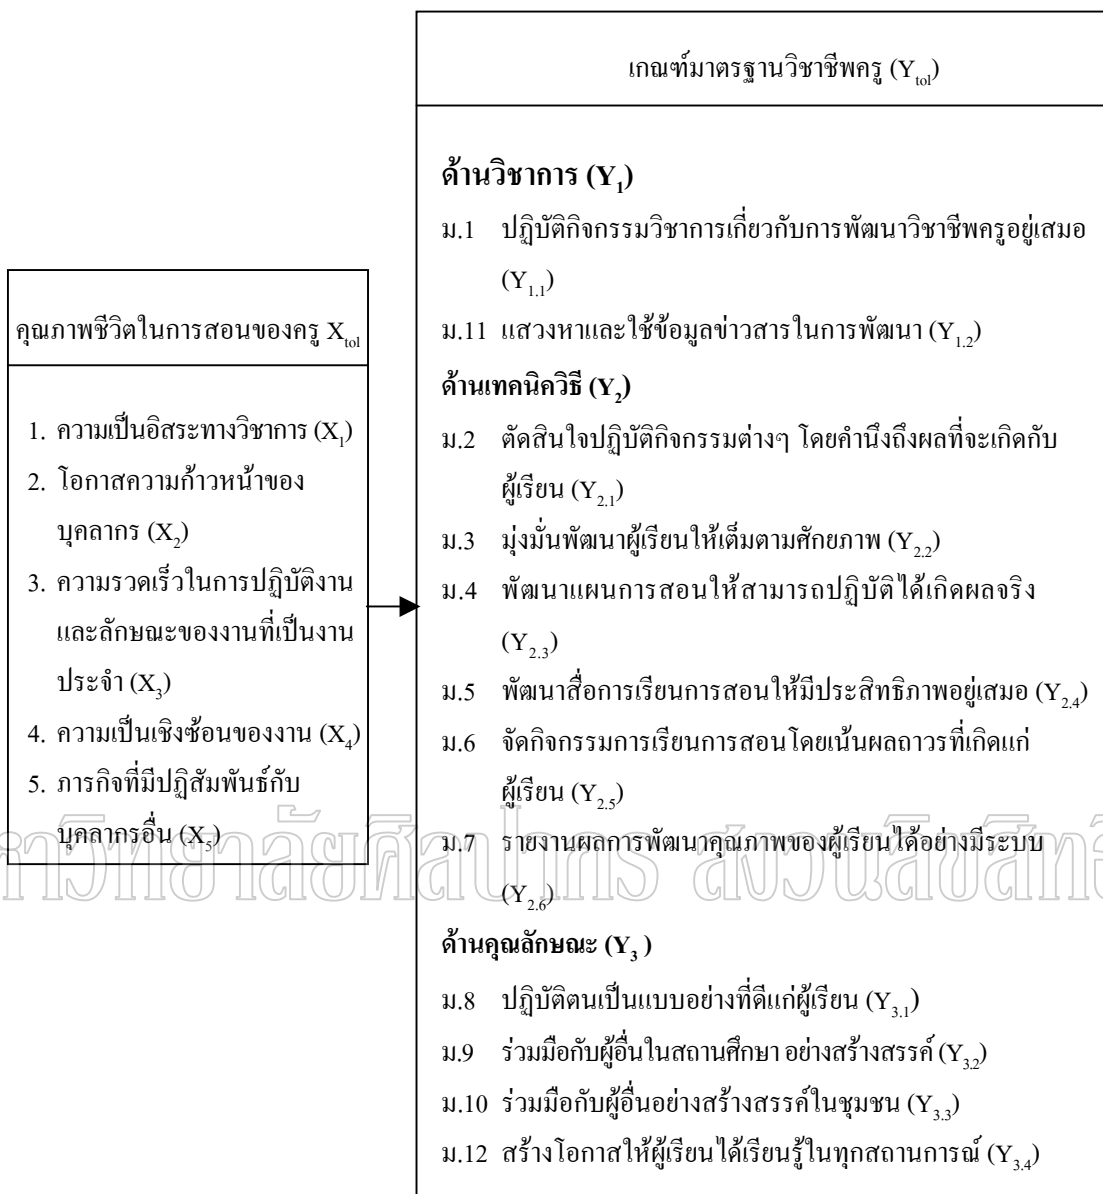 คุณภาพชีวิตในการสอนของครู X_tol
1. ความเป็นอิสระทางวิชาการ (X_1)
2. โอกาสความก้าวหน้าของ
บุคลากร (X_2)
3. ความรวดเร็วในการปฏิบัติงาน
และลักษณะของงานที่เป็นงาน
ประจำ (X_3)
4. ความเป็นเชิงซ้อนของงาน (X_4)
5. ภารกิจที่มีปฏิสัมพันธ์กับ
บุคลากรอื่น (X_5)
เกณฑ์มาตรฐานวิชาชีพครู (Y_tol)
ด้านวิชาการ (Y_1)
ม.1 ปฏิบัติกิจกรรมวิชาการเกี่ยวกับการพัฒนาวิชาชีพครูอยู่เสมอ
(Y_1.1)
ม.11 แสวงหาและใช้ข้อมูลข่าวสารในการพัฒนา (Y_1.2)
ด้านเทคนิควิธี (Y_2)
ม.2 ตัดสินใจปฏิบัติกิจกรรมต่างๆ โดยคำนึงถึงผลที่จะเกิดกับ
ผู้เรียน (Y_2.1)
ม.3 มุ่งมั่นพัฒนาผู้เรียนให้เต็มตามศักยภาพ (Y_2.2)
ม.4 พัฒนาแผนการสอนให้สามารถปฏิบัติได้เกิดผลจริง
(Y_2.3)
ม.5 พัฒนาสื่อการเรียนการสอนให้มีประสิทธิภาพอยู่เสมอ (Y_2.4)
ม.6 จัดกิจกรรมการเรียนการสอนโดยเน้นผลถาวรที่เกิดแก่
ผู้เรียน (Y_2.5)
ม.7 รายงานผลการพัฒนาคุณภาพของผู้เรียนได้อย่างมีระบบ
(Y_2.6)
ด้านคุณลักษณะ (Y_3 )
ม.8 ปฏิบัติตนเป็นแบบอย่างที่ดีแก่ผู้เรียน (Y_3.1)
ม.9 ร่วมมือกับผู้อื่นในสถานศึกษา อย่างสร้างสรรค์ (Y_3.2)
ม.10 ร่วมมือกับผู้อื่นอย่างสร้างสรรค์ในชุมชน (Y_3.3)
ม.12 สร้างโอกาสให้ผู้เรียนได้เรียนรู้ในทุกสถานการณ์ (Y_3.4)